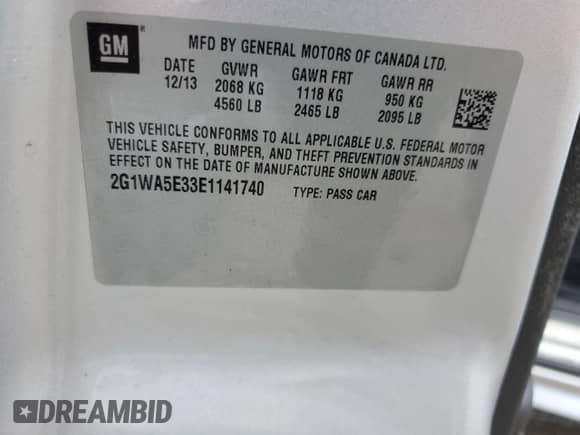 GM
MFD BY GENERAL MOTORS OF CANADA LTD.
DATE GVWR GAWR FRT GAWR RR
12/13 2068 KG 1118 KG 950 KG
4560 LB 2465 LB 2095 LB
THIS VEHICLE CONFORMS TO ALL APPLICABLE U.S. FEDERAL MOTOR
VEHICLE SAFETY, BUMPER, AND THEFT PREVENTION STANDARDS IN
EFFECT ON THE DATE OF MANUFACTURE SHOWN ABOVE.
2G1WA5E33E1141740 TYPE: PASS CAR
DREAMBID